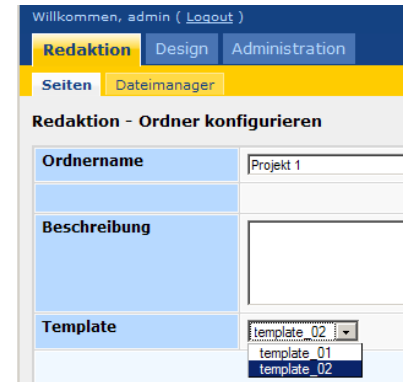 Willkommen, admin ( Logout )
Redaktion Design Administration
Seiten Dateimanager
Redaktion - Ordner konfigurieren
Ordnername Projekt 1
Beschreibung
Template template_02
template_01
template_02